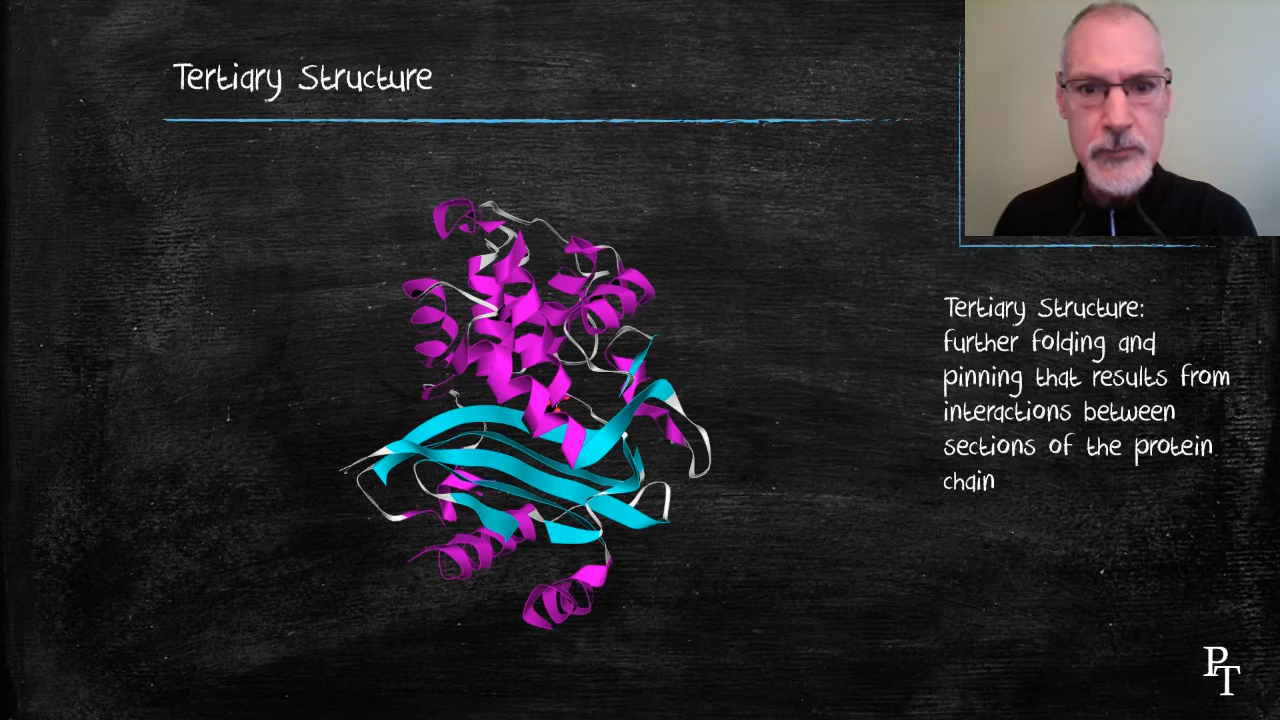 Tertiary Structure
Tertiary Structure:
further folding and
pinning that results from
interactions between
sections of the protein
chain
PT